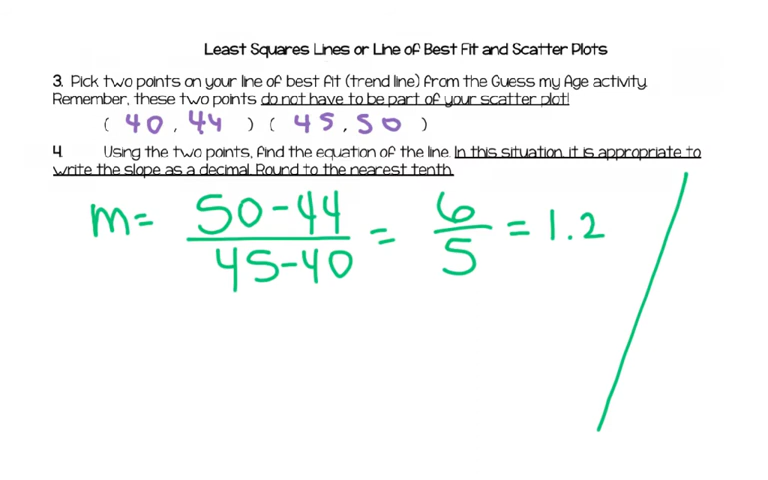 Least Squares Lines or Line of Best Fit and Scatter Plots
3. Pick two points on your line of best fit (trend line) from the Guess my Age activity.
Remember, these two points do not have to be part of your scatter plot!
( 40, 44 ) ( 45, 50 )
4. Using the two points, find the equation of the line. In this situation, it is appropriate to
write the slope as a decimal. Round to the nearest tenth.
m = 50-44 / 45-40 = 6/5 = 1.2